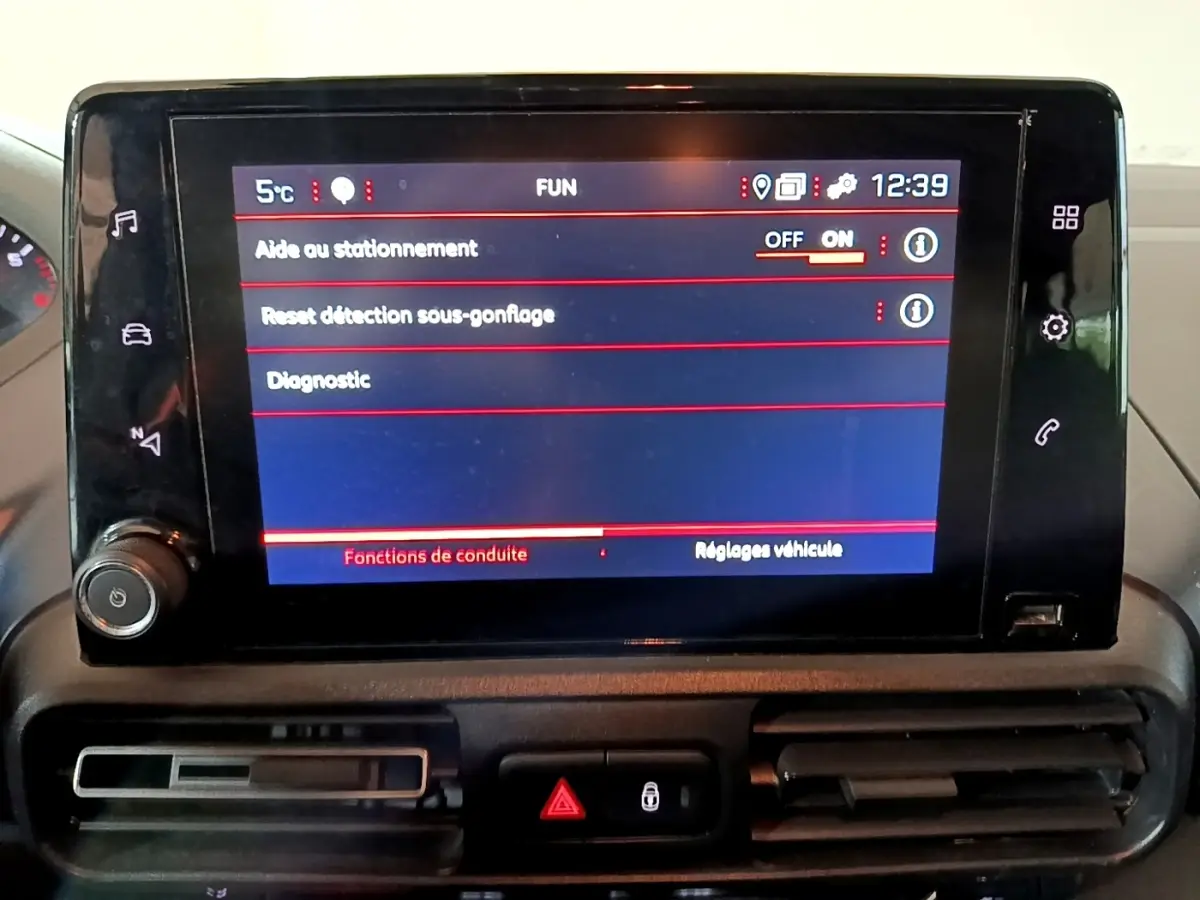 5°C FUN 12:39
Aide au stationnement OFF ON i
Reset détection sous-gonflage i
Diagnostic
Fonctions de conduite Réglages véhicule
N